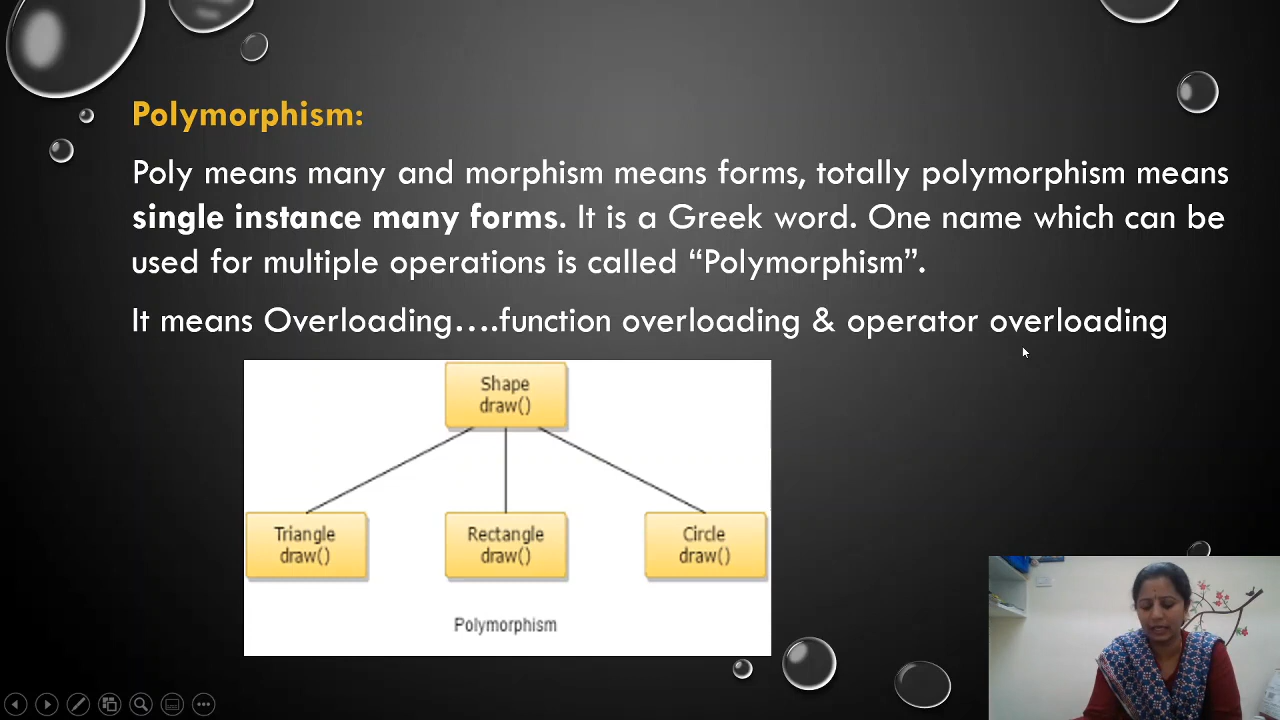 Polymorphism:
Poly means many and morphism means forms, totally polymorphism means
single instance many forms. It is a Greek word. One name which can be
used for multiple operations is called “Polymorphism”.
It means Overloading....function overloading & operator overloading
Shape
draw()
Triangle
draw()
Rectangle
draw()
Circle
draw()
Polymorphism